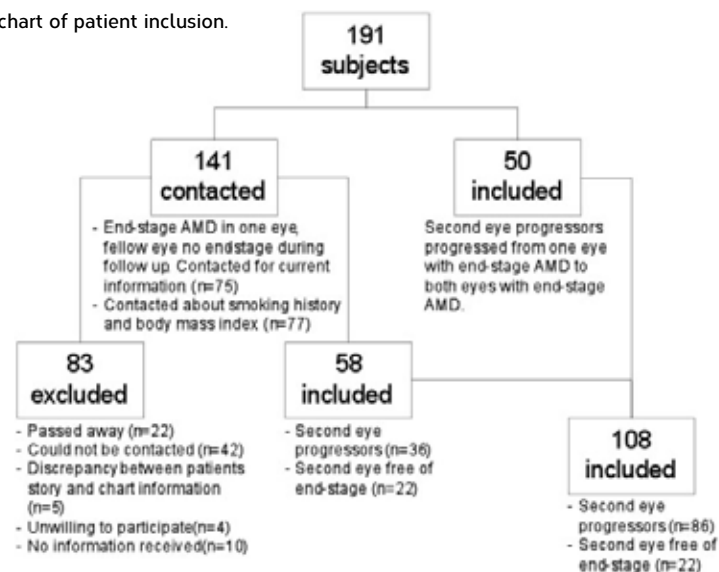 chart of patient inclusion.
191
subjects
141
contacted
- End-stage AMD in one eye,
fellow eye no endstage during
follow up. Contacted for current
information (n=75)
- Contacted about smoking history
and body mass index (n=77)
50
included
Second eye progressors
progressed from one eye
with end-stage AMD to
both eyes with end-stage
AMD.
83
excluded
- Passed away (n=22)
- Could not be contacted (n=42)
- Discrepancy between patients
story and chart information
(n=5)
- Unwilling to participate(n=4)
- No information received(n=10)
58
included
- Second eye
progressors (n=36)
- Second eye free of
end-stage (n=22)
108
included
- Second eye
progressors (n=86)
- Second eye free of
end-stage (n=22)